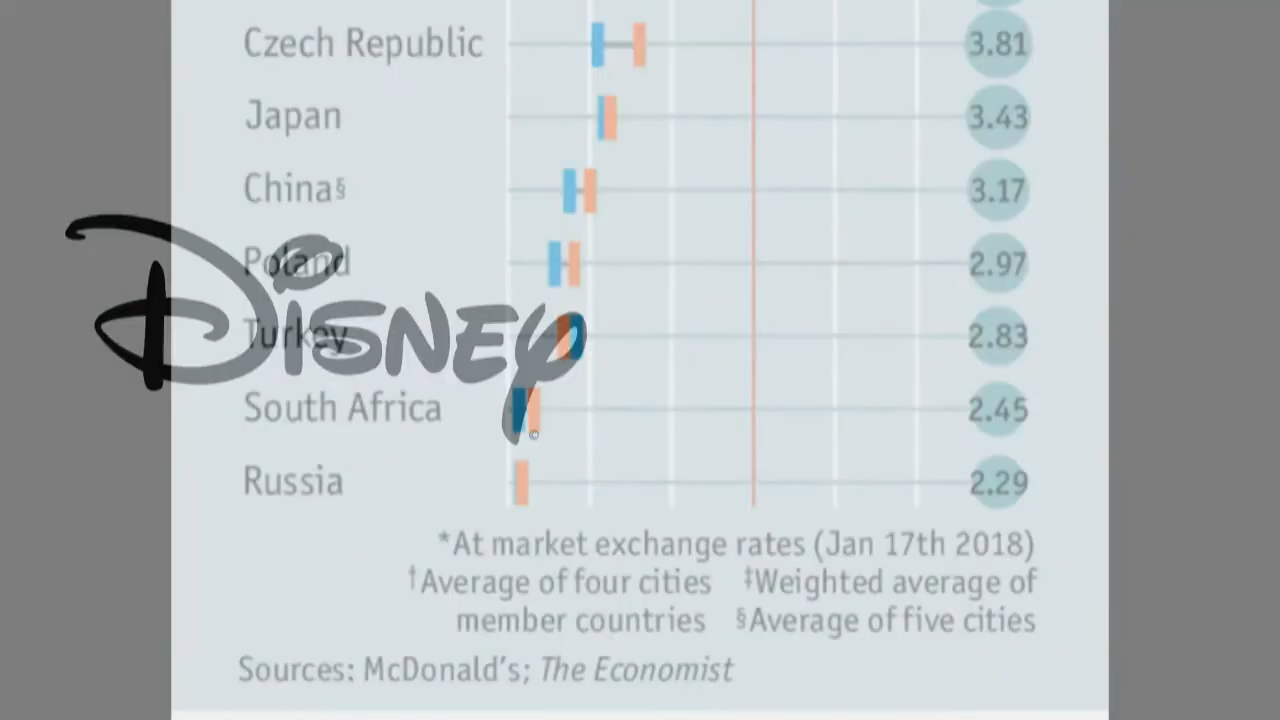 Czech Republic 3.81
Japan 3.43
China§ 3.17
Poland 2.97
Disney
Turkey 2.83
South Africa 2.45
Russia 2.29
*At market exchange rates (Jan 17th 2018)
†Average of four cities ‡Weighted average of
member countries §Average of five cities
Sources: McDonald's; The Economist